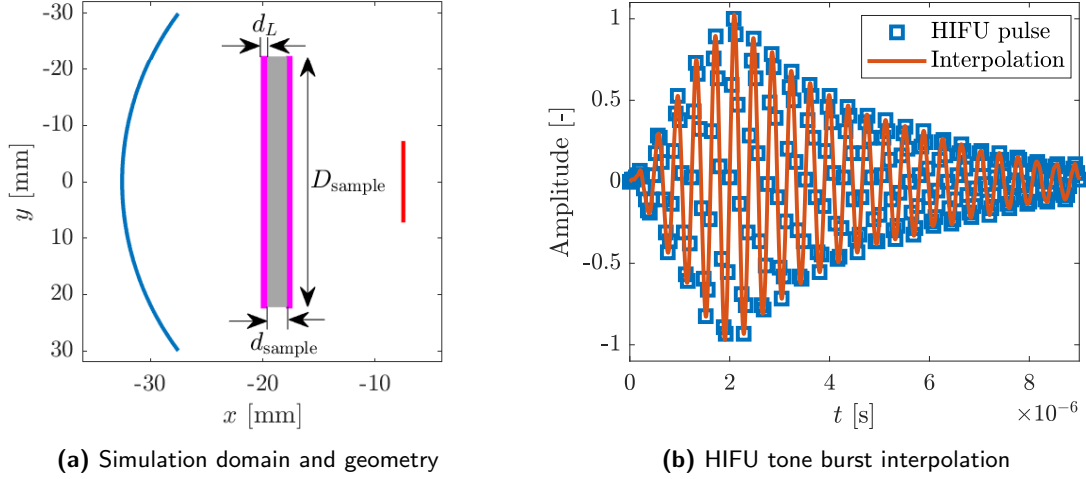 -30
-20
-10
0
10
20
30
y [mm]
d_L
D_sample
d_sample
-30
-20
-10
x [mm]
(a) Simulation domain and geometry
1
0.5
0
-0.5
-1
Amplitude [-]
HIFU pulse
Interpolation
0
2
4
6
8
t [s]
×10⁻⁶
(b) HIFU tone burst interpolation